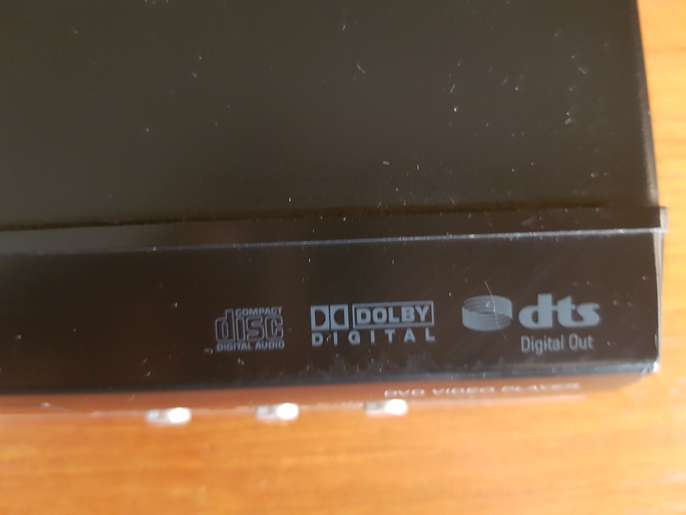 COMPACT
disc
DIGITAL AUDIO
DOLBY
DIGITAL
dts
Digital Out
DVD VIDEO PLAYER